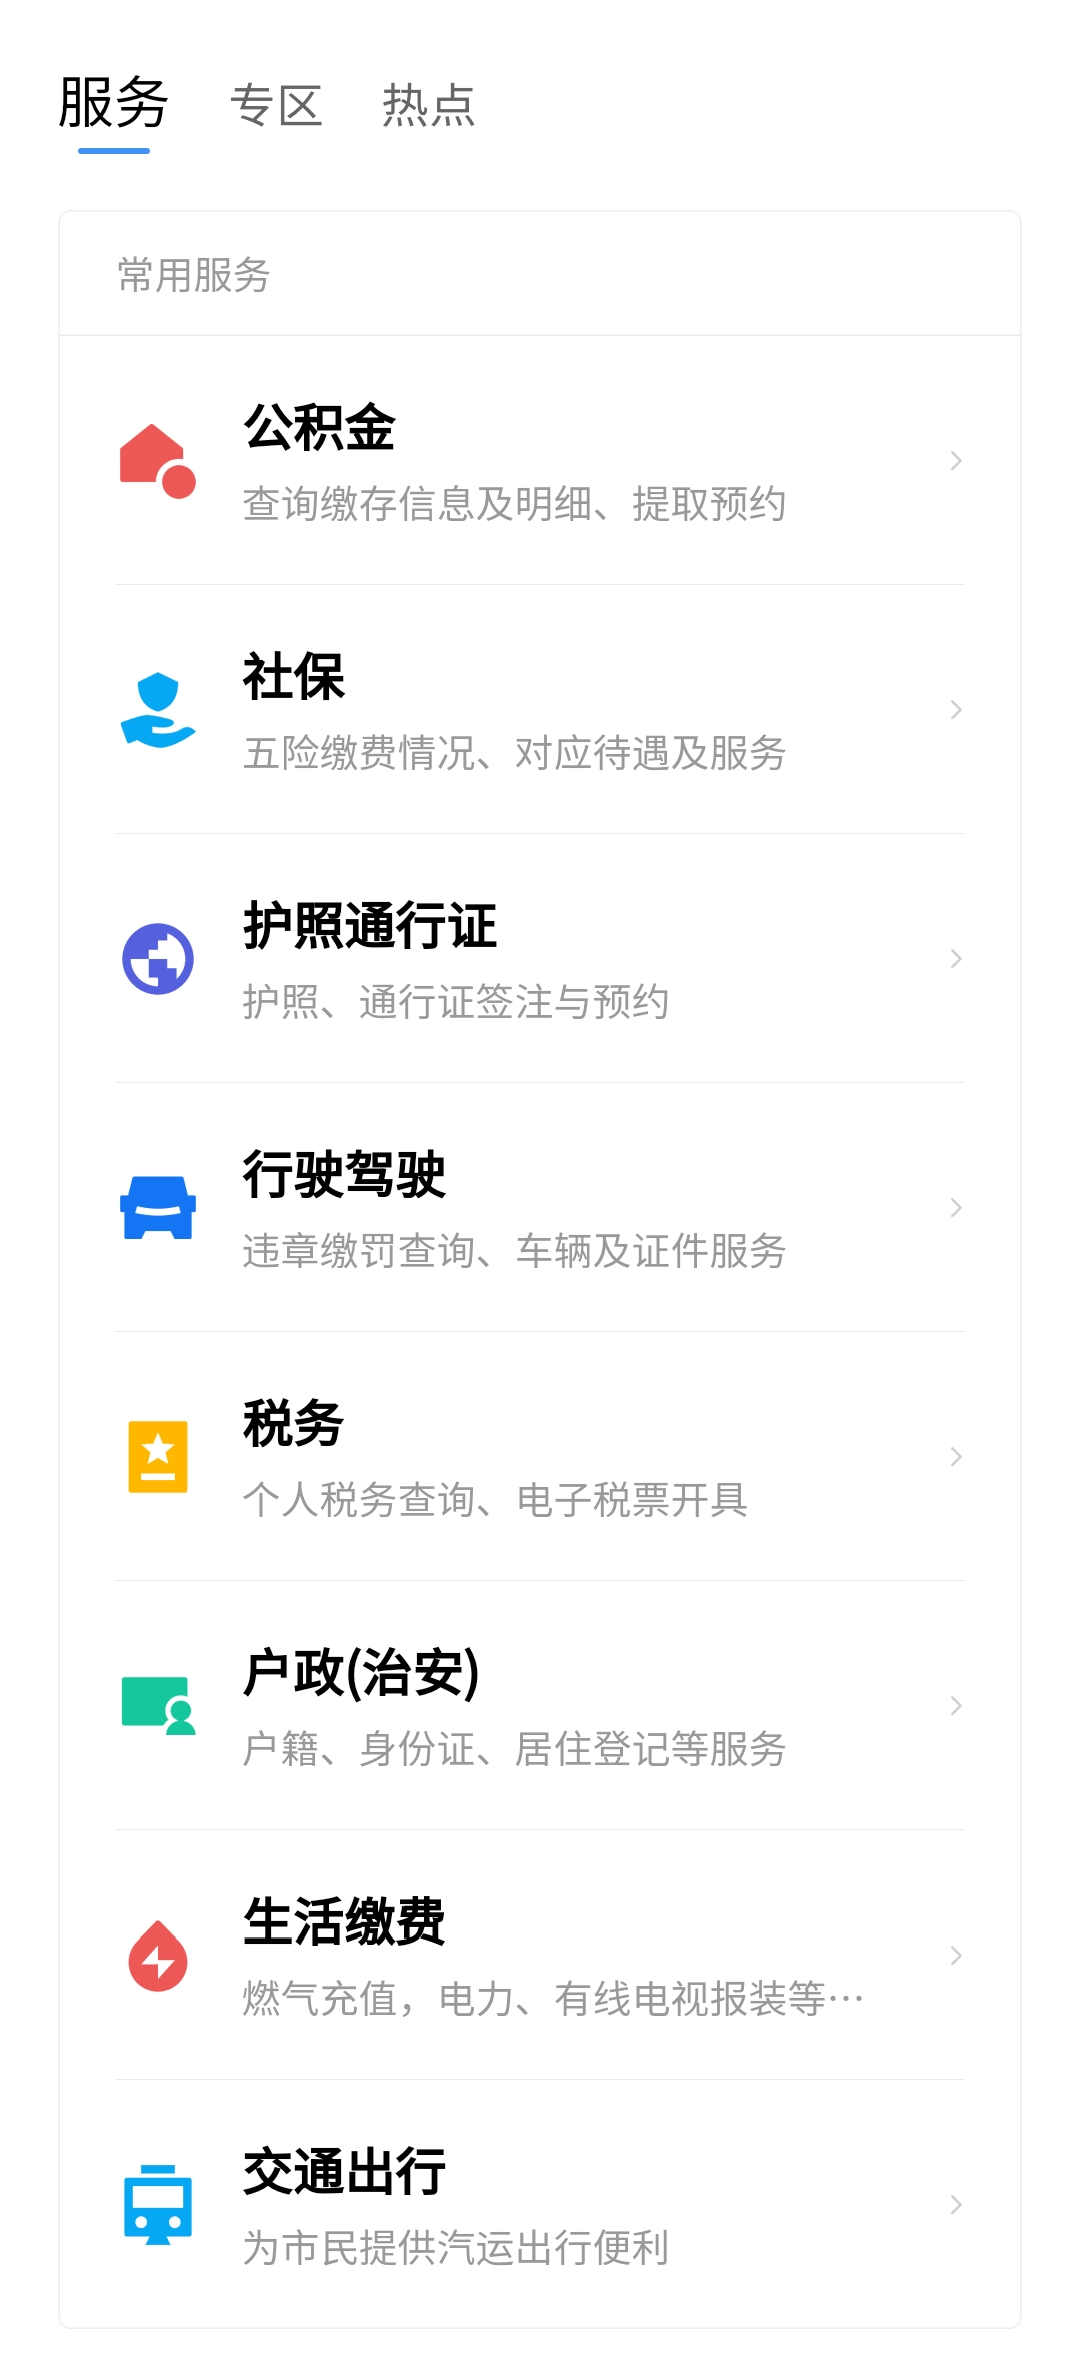 服务 专区 热点
常用服务
公积金
查询缴存信息及明细、提取预约
社保
五险缴费情况、对应待遇及服务
护照通行证
护照、通行证签注与预约
行驶驾驶
违章缴罚查询、车辆及证件服务
税务
个人税务查询、电子税票开具
户政(治安)
户籍、身份证、居住登记等服务
生活缴费
燃气充值，电力、有线电视报装等…
交通出行
为市民提供汽运出行便利